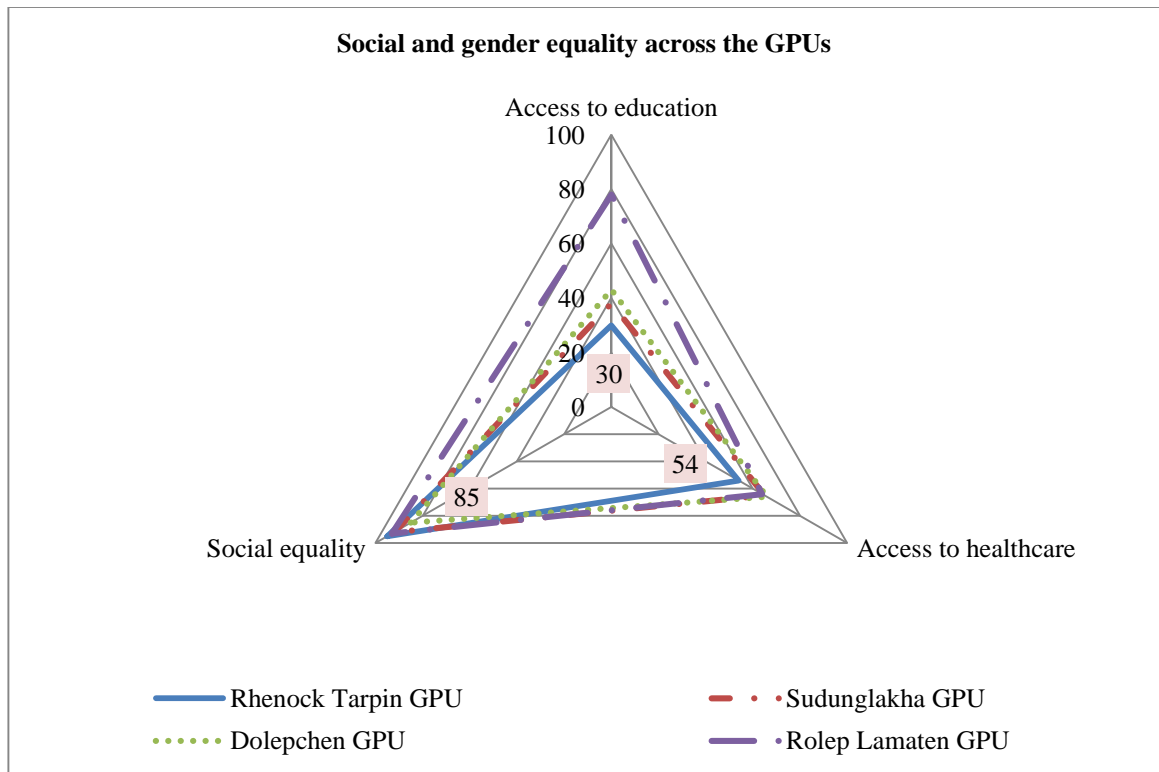 Social and gender equality across the GPUs
Access to education
100
80
60
40
20
30
0
54
85
Social equality
Access to healthcare
Rhenock Tarpin GPU
Sudunglakha GPU
Dolepchen GPU
Rolep Lamaten GPU